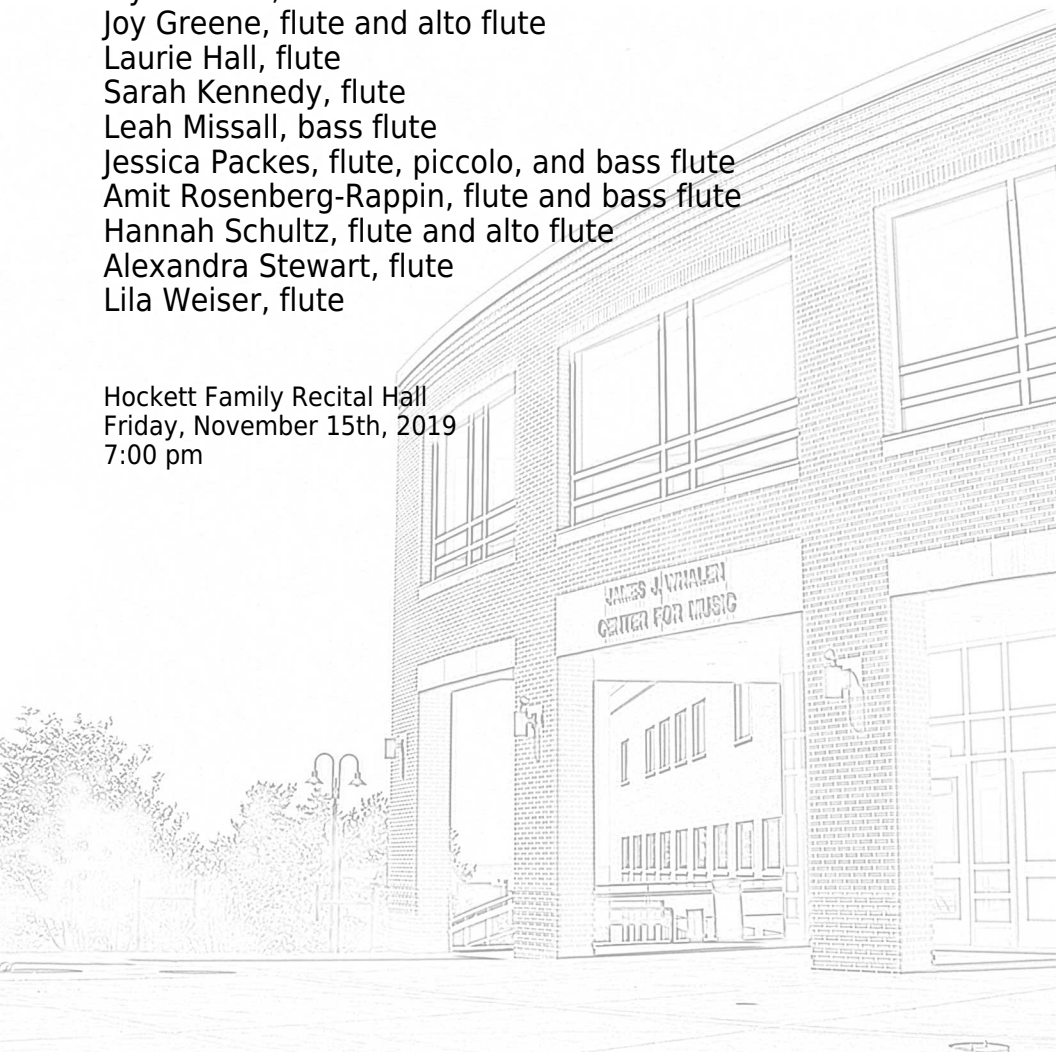 Joy Greene, flute and alto flute
Laurie Hall, flute
Sarah Kennedy, flute
Leah Missall, bass flute
Jessica Packes, flute, piccolo, and bass flute
Amit Rosenberg-Rappin, flute and bass flute
Hannah Schultz, flute and alto flute
Alexandra Stewart, flute
Lila Weiser, flute
Hockett Family Recital Hall
Friday, November 15th, 2019
7:00 pm
JAMES J. WHALEN
CENTER FOR MUSIC